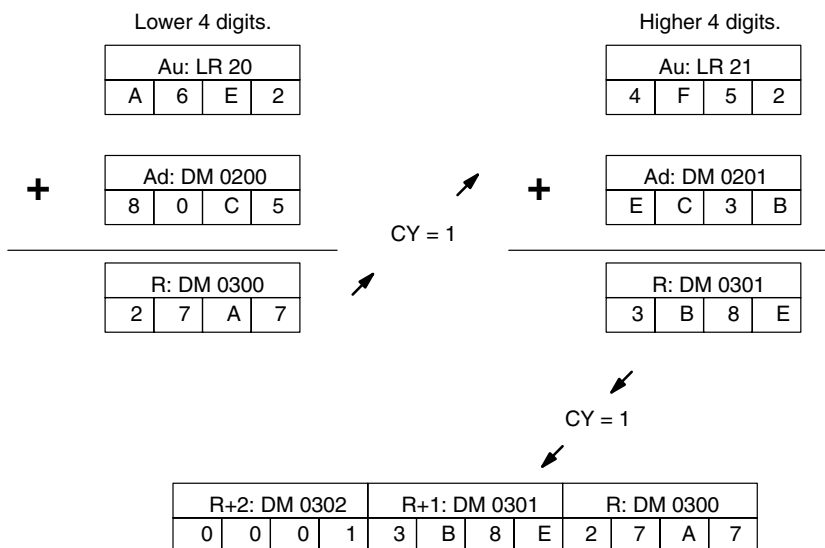 Lower 4 digits. Higher 4 digits.
Au: LR 20 Au: LR 21
A 6 E 2 4 F 5 2
Ad: DM 0200 Ad: DM 0201
+ 8 0 C 5 + E C 3 B
CY = 1
R: DM 0300 R: DM 0301
2 7 A 7 3 B 8 E
CY = 1
R+2: DM 0302 R+1: DM 0301 R: DM 0300
0 0 0 1 3 B 8 E 2 7 A 7